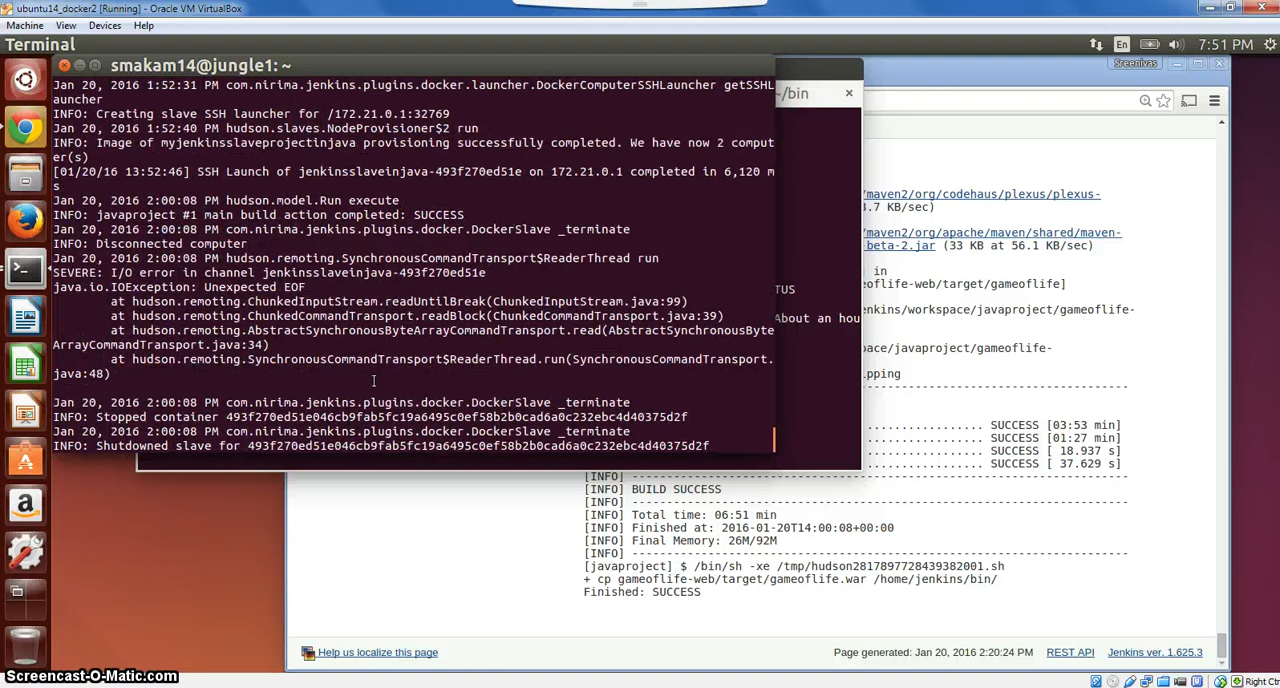 ubuntu14_docker2 [Running] - Oracle VM VirtualBox
Machine View Devices Help
Terminal
En
7:51 PM
smakam14@jungle1: ~
Jan 20, 2016 1:52:31 PM com.nirima.jenkins.plugins.docker.launcher.DockerComputerSSHLauncher getSSHL
auncher
INFO: Creating slave SSH launcher for /172.21.0.1:32769
Jan 20, 2016 1:52:40 PM hudson.slaves.NodeProvisioner$2 run
INFO: Image of myjenkinsslaveprojectinjava provisioning successfully completed. We have now 2 comput
er(s)
[01/20/16 13:52:46] SSH Launch of jenkinsslaveinjava-493f270ed51e on 172.21.0.1 completed in 6,120 m
s
Jan 20, 2016 2:00:08 PM hudson.model.Run execute
INFO: javaproject #1 main build action completed: SUCCESS
Jan 20, 2016 2:00:08 PM com.nirima.jenkins.plugins.docker.DockerSlave _terminate
INFO: Disconnected computer
Jan 20, 2016 2:00:08 PM hudson.remoting.SynchronousCommandTransport$ReaderThread run
SEVERE: I/O error in channel jenkinsslaveinjava-493f270ed51e
java.io.IOException: Unexpected EOF
at hudson.remoting.ChunkedInputStream.readUntilBreak(ChunkedInputStream.java:99)
at hudson.remoting.ChunkedCommandTransport.readBlock(ChunkedCommandTransport.java:39)
at hudson.remoting.AbstractSynchronousByteArrayCommandTransport.read(AbstractSynchronousByte
ArrayCommandTransport.java:34)
at hudson.remoting.SynchronousCommandTransport$ReaderThread.run(SynchronousCommandTransport.
java:48)
Jan 20, 2016 2:00:08 PM com.nirima.jenkins.plugins.docker.DockerSlave _terminate
INFO: Stopped container 493f270ed51e046cb9fab5fc19a6495c0ef58b2b0cad6a0c232ebc4d40375d2f
Jan 20, 2016 2:00:08 PM com.nirima.jenkins.plugins.docker.DockerSlave _terminate
INFO: Shutdowned slave for 493f270ed51e046cb9fab5fc19a6495c0ef58b2b0cad6a0c232ebc4d40375d2f
~/bin
TUS
About an hou
Sreenivas
/maven2/org/codehaus/plexus/plexus-
3.7 KB/sec)
/maven2/org/apache/maven/shared/maven-
beta-2.jar (33 KB at 56.1 KB/sec)
in
eoflife-web/target/gameoflife]
enkins/workspace/javaproject/gameoflife-
pace/javaproject/gameoflife-
pping
-----------------------------------
................. SUCCESS [03:53 min]
................. SUCCESS [01:27 min]
................. SUCCESS [ 18.937 s]
................. SUCCESS [ 37.629 s]
[INFO] ------------------------------------------------------------------------
[INFO] BUILD SUCCESS
[INFO] ------------------------------------------------------------------------
[INFO] Total time: 06:51 min
[INFO] Finished at: 2016-01-20T14:00:08+00:00
[INFO] Final Memory: 26M/92M
[INFO] ------------------------------------------------------------------------
[javaproject] $ /bin/sh -xe /tmp/hudson2817897728439382001.sh
+ cp gameoflife-web/target/gameoflife.war /home/jenkins/bin/
Finished: SUCCESS
Help us localize this page
Page generated: Jan 20, 2016 2:20:24 PM
REST API
Jenkins ver. 1.625.3
Screencast-O-Matic.com
Right Ctrl